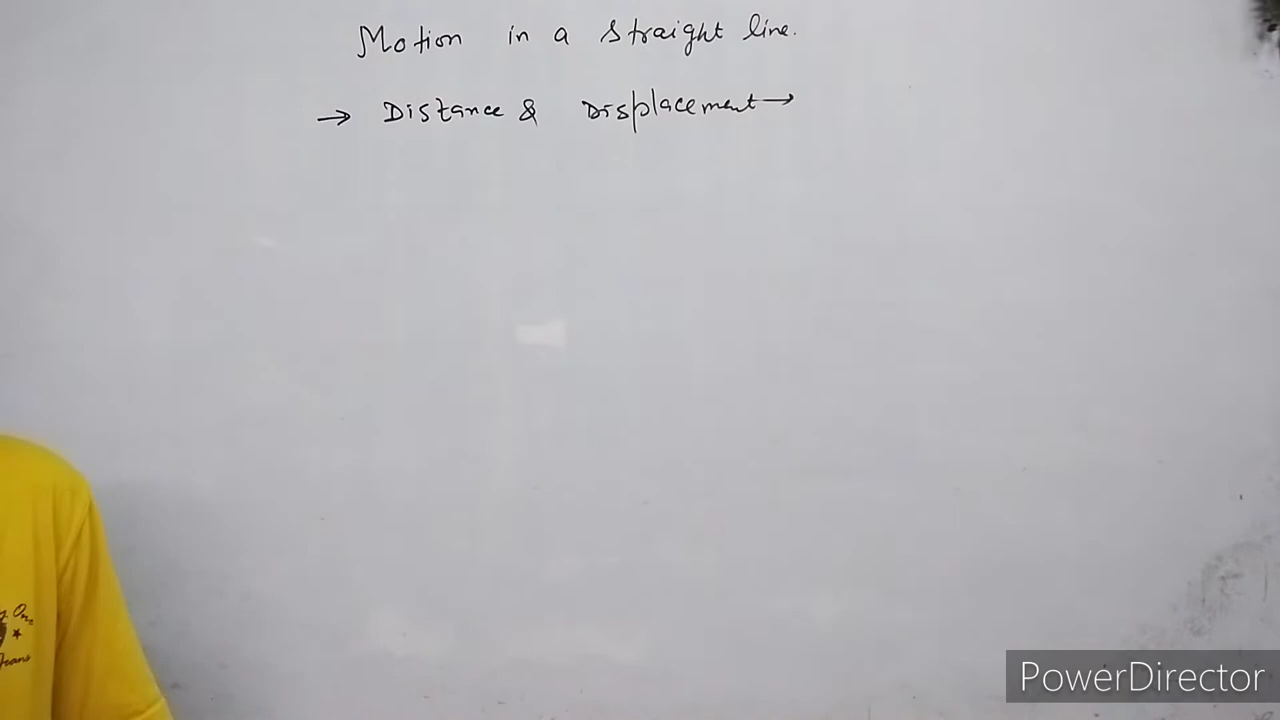 Motion in a straight line.
→ Distance & Displacement →
PowerDirector